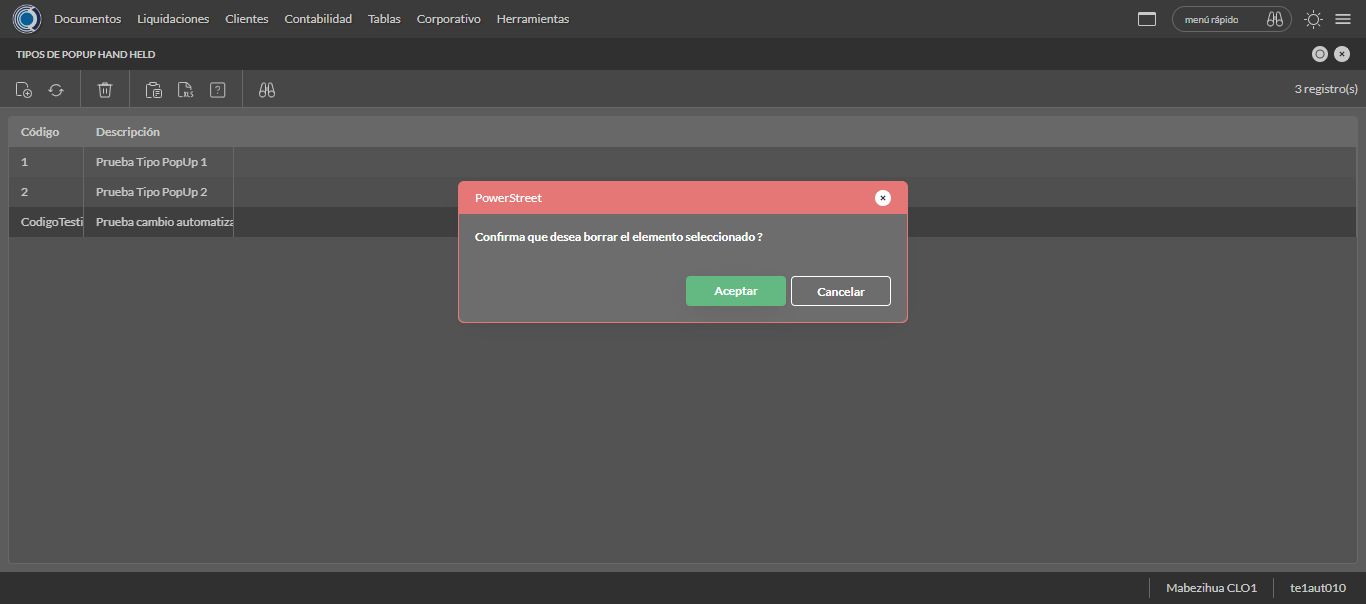 Documentos Liquidaciones Clientes Contabilidad Tablas Corporativo Herramientas menú rápido
TIPOS DE POPUP HAND HELD
XLS ? 3 registro(s)
Código Descripción
1 Prueba Tipo PopUp 1
2 Prueba Tipo PopUp 2
CodigoTesti Prueba cambio automatiza
PowerStreet
Confirma que desea borrar el elemento seleccionado ?
Aceptar Cancelar
Mabezihua CLO1 te1aut010